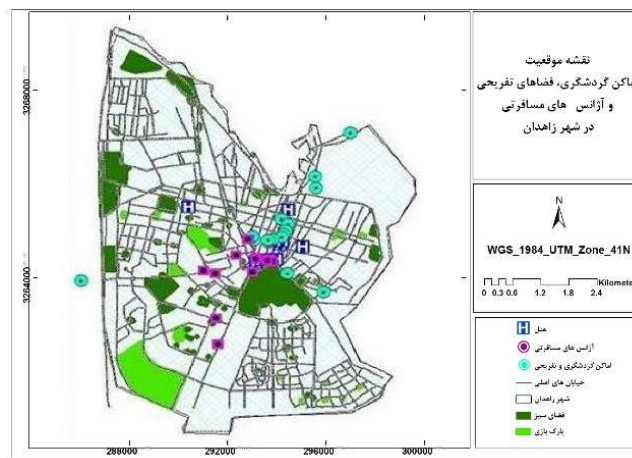 نقشه موقعیت
اماکن گردشگری، فضاهای تفریحی
و آژانس های مسافرتی
در شهر زاهدان
N
WGS_1984_UTM_Zone_41N
Kilometers
0 0.3 0.6 1.2 1.8 2.4
هتل
آژانس های مسافرتی
اماکن گردشگری و تفریحی
خیابان های اصلی
شهر زاهدان
فضای سبز
پارک بازی
3268000
3264000
288000 292000 296000 300000
H
H
H